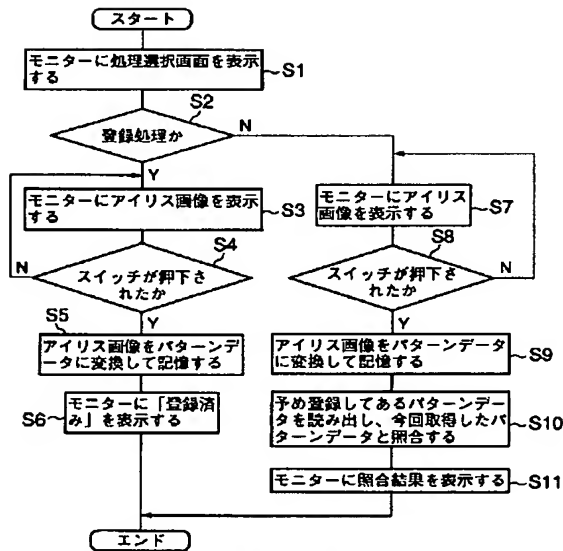 スタート
モニターに処理選択画面を表示
する
S1
S2
登録処理か
N
Y
モニターにアイリス画像を表示
する
S3
S4
スイッチが押下さ
れたか
N
Y
S5
アイリス画像をパターンデ
ータに変換して記憶する
S6
モニターに「登録済
み」を表示する
モニターにアイリス
画像を表示する
S7
S8
スイッチが押下さ
れたか
N
Y
アイリス画像をパターンデータ
に変換して記憶する
S9
予め登録してあるパターンデー
タを読み出し、今回取得したパ
ターンデータと照合する
S10
モニターに照合結果を表示する
S11
エンド